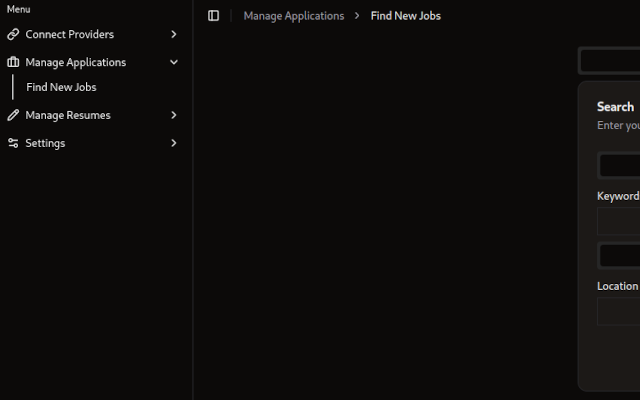 Menu
Connect Providers
Manage Applications
Find New Jobs
Manage Resumes
Settings
Manage Applications > Find New Jobs
Search
Enter you
Keyword
Location